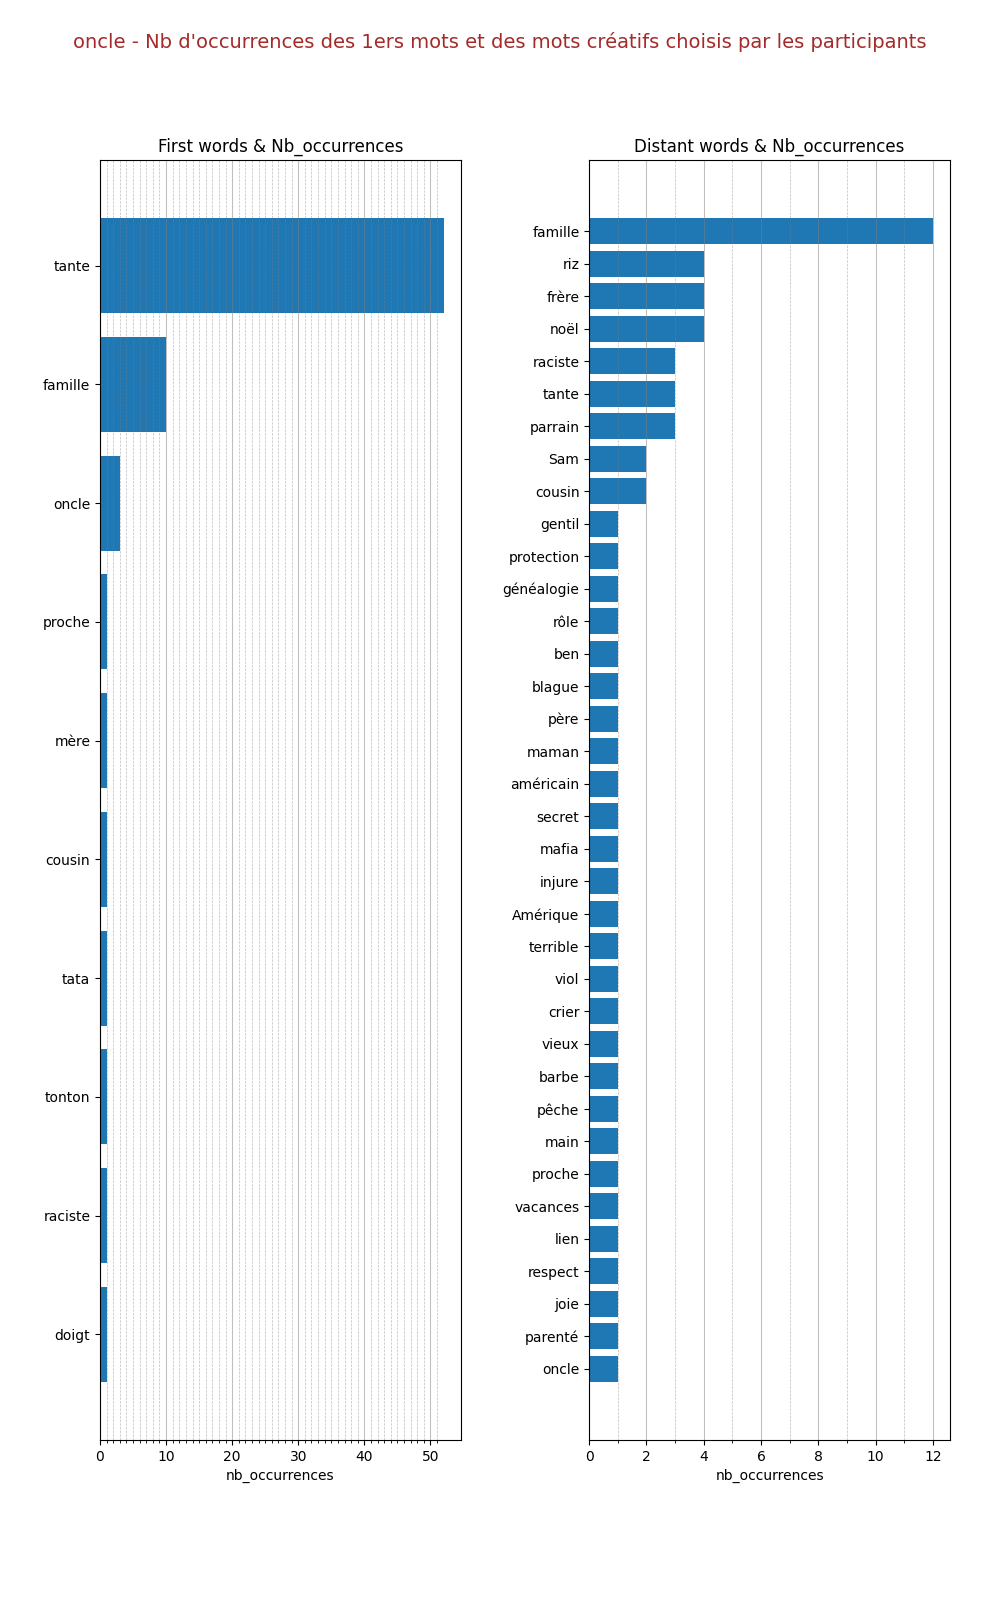 oncle - Nb d'occurrences des 1ers mots et des mots créatifs choisis par les participants
First words & Nb_occurrences
tante
famille
oncle
proche
mère
cousin
tata
tonton
raciste
doigt
0 10 20 30 40 50
nb_occurrences
Distant words & Nb_occurrences
famille
riz
frère
noël
raciste
tante
parrain
Sam
cousin
gentil
protection
généalogie
rôle
ben
blague
père
maman
américain
secret
mafia
injure
Amérique
terrible
viol
crier
vieux
barbe
pêche
main
proche
vacances
lien
respect
joie
parenté
oncle
0 2 4 6 8 10 12
nb_occurrences